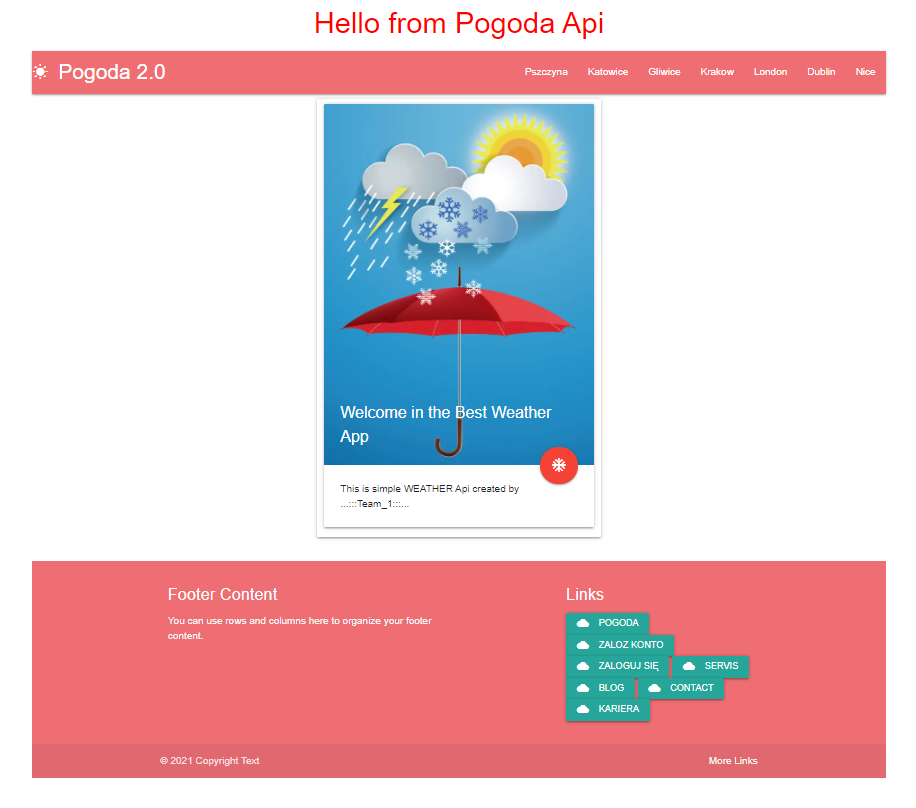 Hello from Pogoda Api
Pogoda 2.0
Pszczyna Katowice Gliwice Krakow London Dublin Nice
Welcome in the Best Weather
App
This is simple WEATHER Api created by
...:::Team_1:::...
Footer Content
You can use rows and columns here to organize your footer
content.
Links
POGODA
ZALOZ KONTO
ZALOGUJ SIĘ SERVIS
BLOG CONTACT
KARIERA
© 2021 Copyright Text
More Links